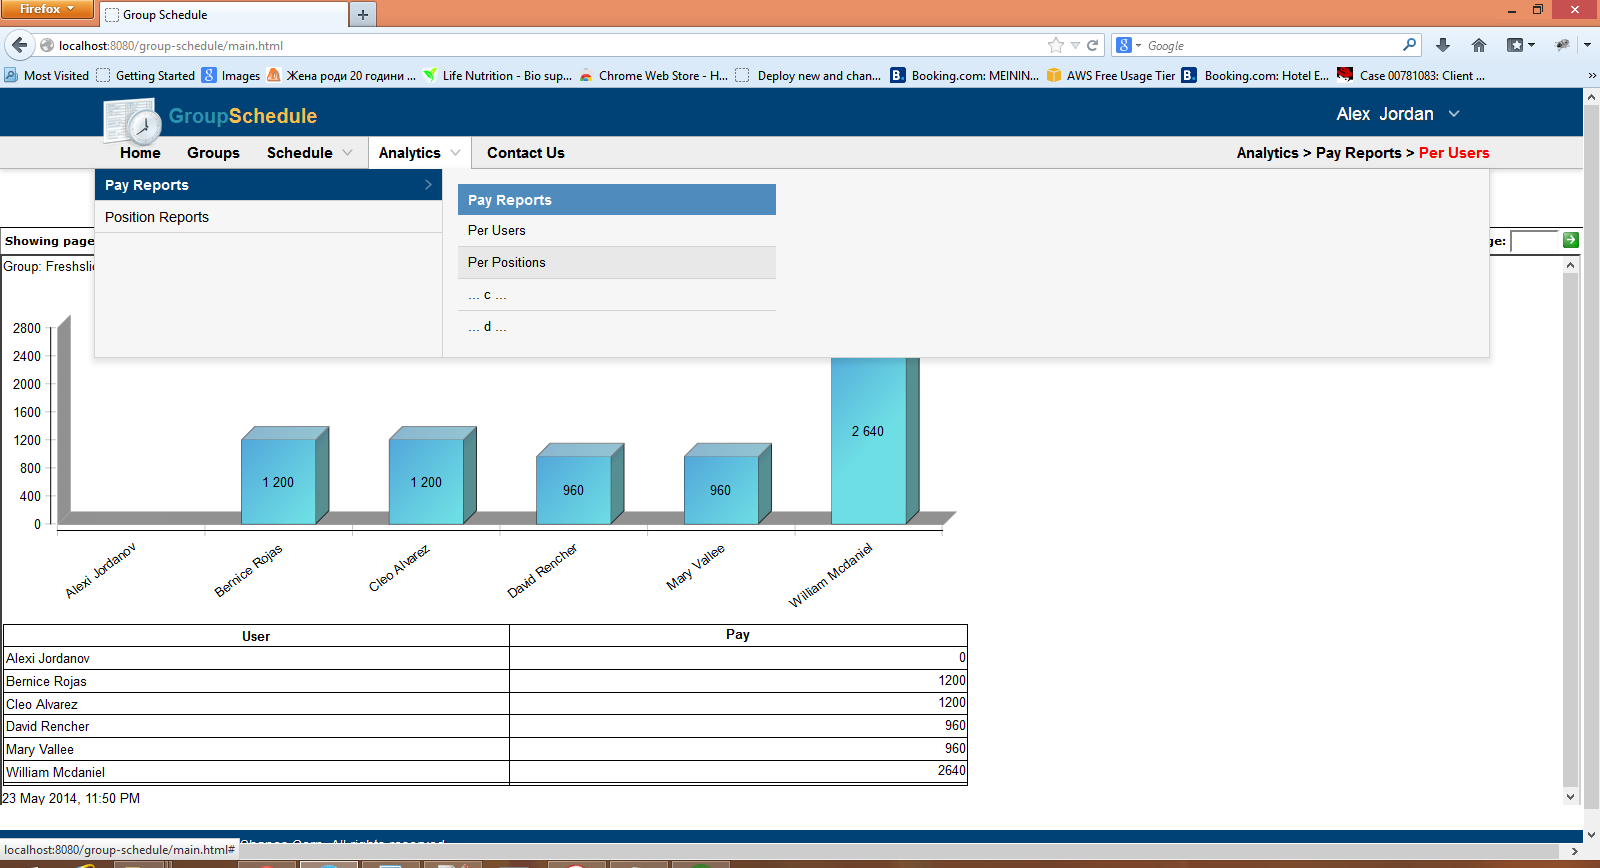 Firefox
Group Schedule
localhost:8080/group-schedule/main.html
Google
Most Visited Getting Started Images Жена роди 20 години ... Life Nutrition - Bio sup... Chrome Web Store - H... Deploy new and chan... Booking.com: MEININ... AWS Free Usage Tier Booking.com: Hotel E... Case 00781083: Client ...
GroupSchedule
Alex Jordan
Home Groups Schedule Analytics Contact Us
Analytics > Pay Reports > Per Users
Pay Reports
Position Reports
Pay Reports
Per Users
Per Positions
... c ...
... d ...
Showing page
ge:
Group: Freshslic
2800
2400
2000
1600
1200
800
400
0
1 200
1 200
960
960
2 640
Alexi Jordanov
Bernice Rojas
Cleo Alvarez
David Rencher
Mary Vallee
William Mcdaniel
User Pay
Alexi Jordanov 0
Bernice Rojas 1200
Cleo Alvarez 1200
David Rencher 960
Mary Vallee 960
William Mcdaniel 2640
23 May 2014, 11:50 PM
localhost:8080/group-schedule/main.html#